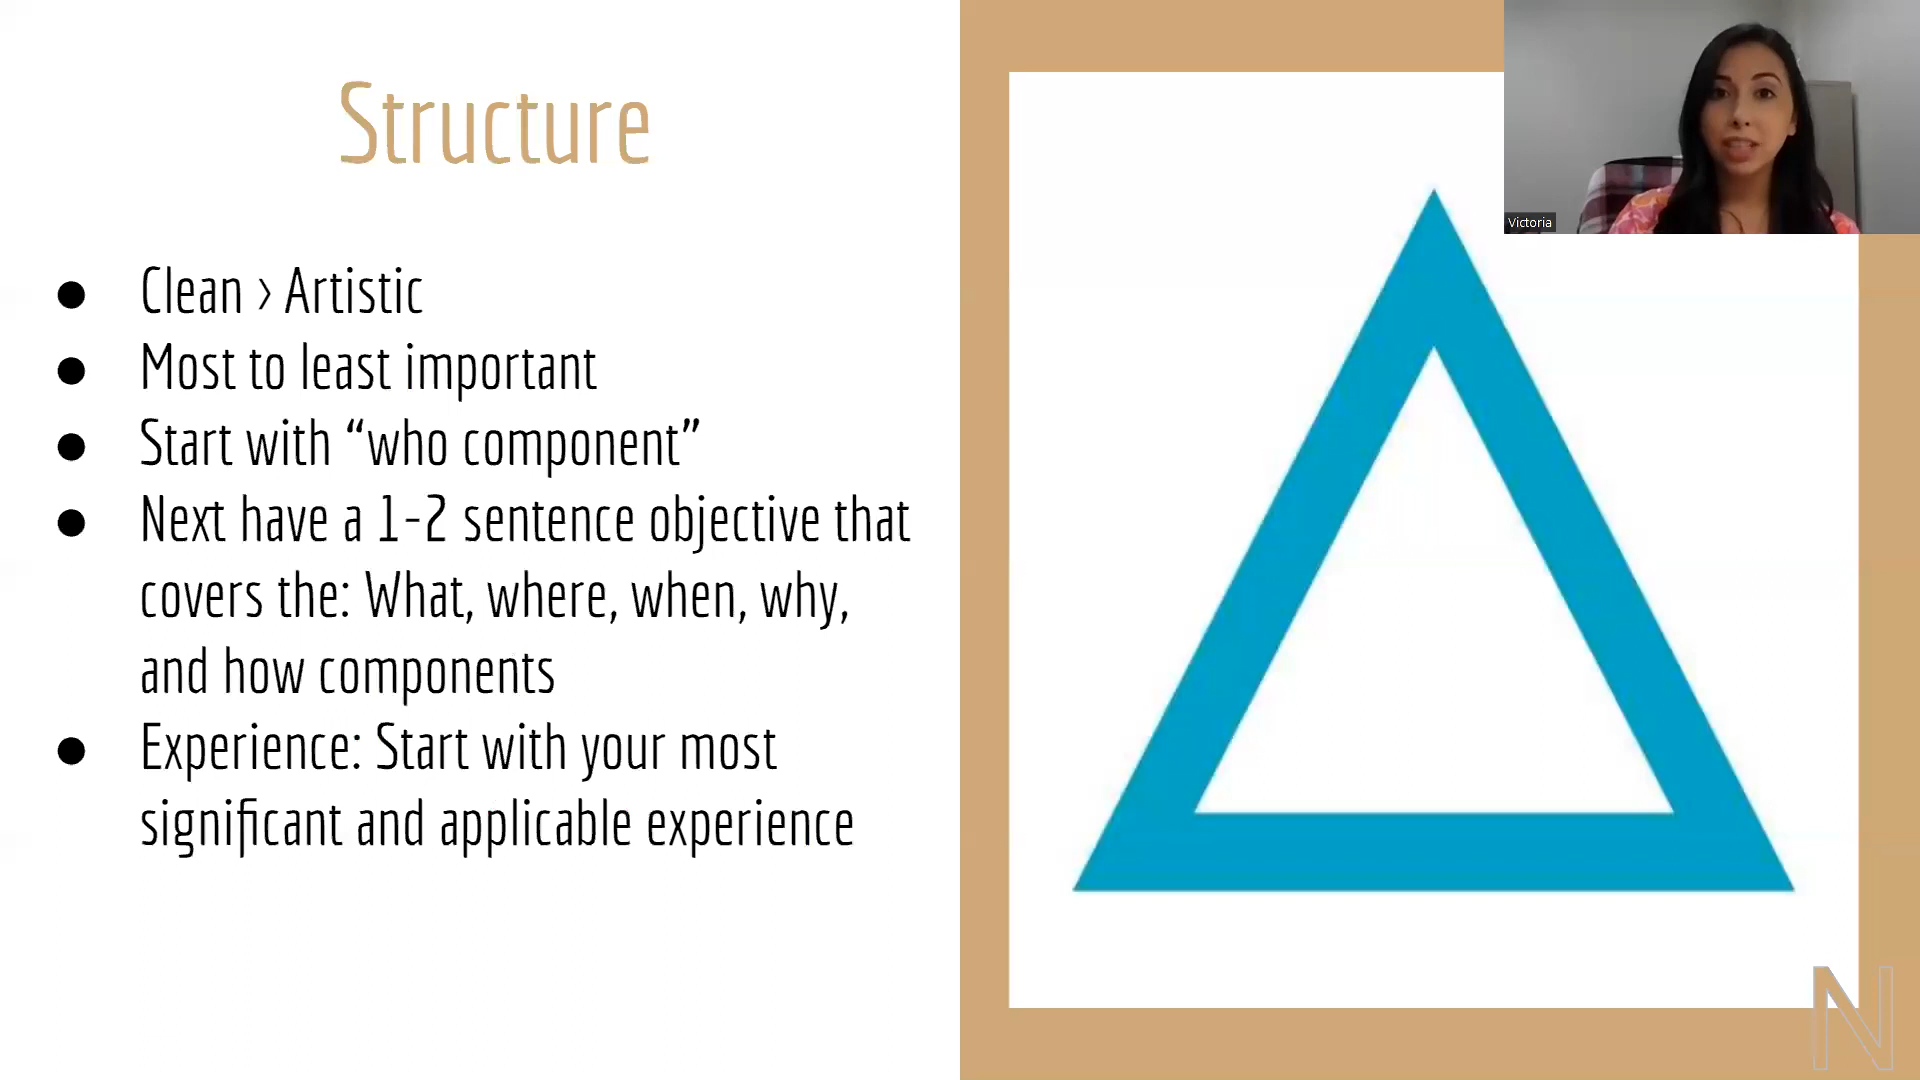 Structure
● Clean > Artistic
● Most to least important
● Start with “who component”
● Next have a 1-2 sentence objective that
covers the: What, where, when, why,
and how components
● Experience: Start with your most
significant and applicable experience
Victoria
N